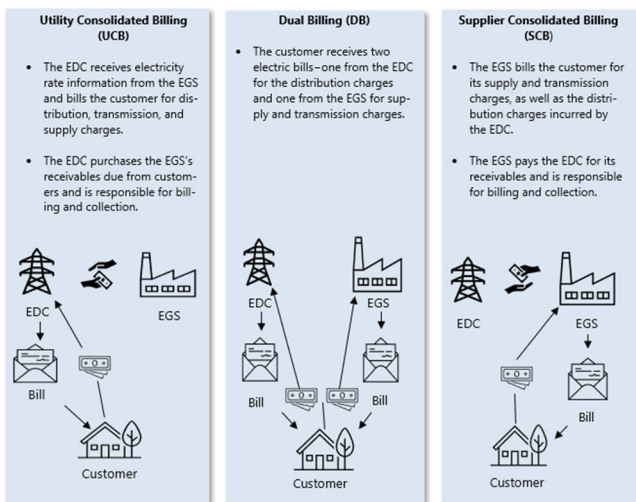 Utility Consolidated Billing
(UCB)
• The EDC receives electricity
rate information from the EGS
and bills the customer for dis-
tribution, transmission, and
supply charges.
• The EDC purchases the EGS's
receivables due from custom-
ers and is responsible for bill-
ing and collection.
EDC
EGS
Bill
Customer
Dual Billing (DB)
• The customer receives two
electric bills–one from the EDC
for the distribution charges
and one from the EGS for sup-
ply and transmission charges.
EDC
EGS
Bill
Bill
Customer
Supplier Consolidated Billing
(SCB)
• The EGS bills the customer for
its supply and transmission
charges, as well as the distri-
bution charges incurred by
the EDC.
• The EGS pays the EDC for its
receivables and is responsible
for billing and collection.
EDC
EGS
Bill
Customer